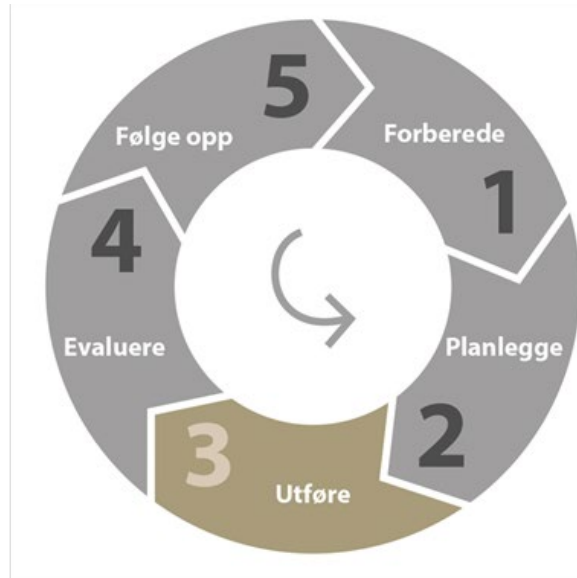 5
Følge opp
Forberede
1
4
Evaluere
Planlegge
3
2
Utføre